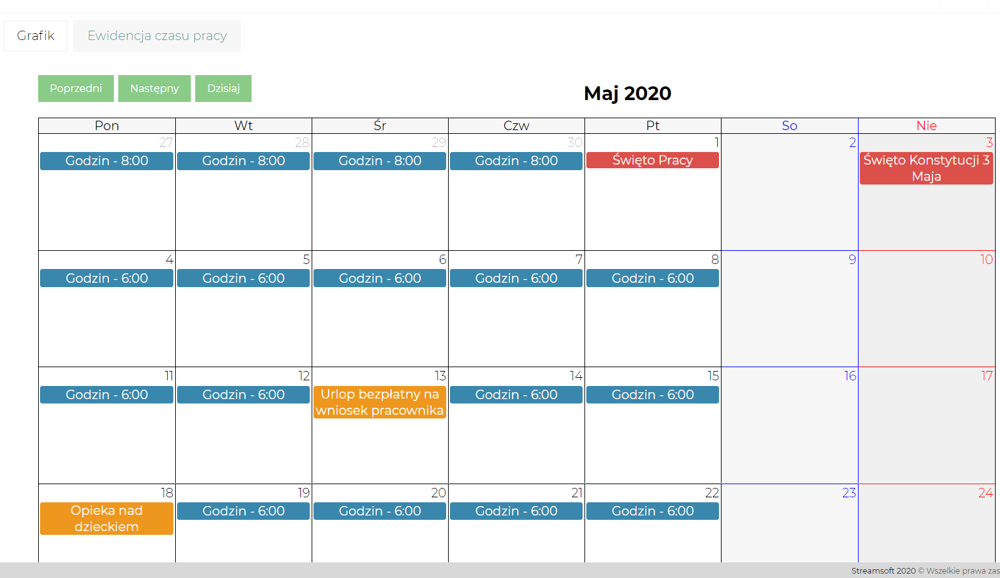 Grafik
Ewidencja czasu pracy
Poprzedni
Następny
Dzisiaj
Maj 2020
Pon
Wt
Śr
Czw
Pt
So
Nie
27
28
29
30
1
2
3
Godzin - 8:00
Godzin - 8:00
Godzin - 8:00
Godzin - 8:00
Święto Pracy
Święto Konstytucji 3
Maja
4
5
6
7
8
9
10
Godzin - 6:00
Godzin - 6:00
Godzin - 6:00
Godzin - 6:00
Godzin - 6:00
11
12
13
14
15
16
17
Godzin - 6:00
Godzin - 6:00
Urlop bezpłatny na
wniosek pracownika
Godzin - 6:00
Godzin - 6:00
18
19
20
21
22
23
24
Opieka nad
dzieckiem
Godzin - 6:00
Godzin - 6:00
Godzin - 6:00
Godzin - 6:00
Streamsoft 2020 © Wszelkie prawa zas